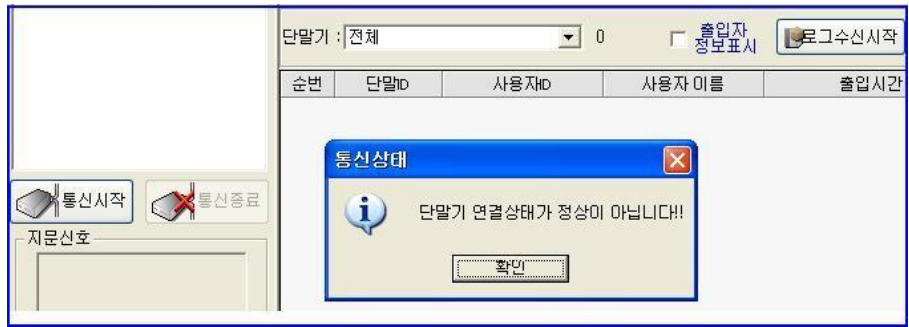 단말기 : 전체 0 출입자 정보표시 로그수신시작
순번 단말ID 사용자ID 사용자 이름 출입시간
통신상태
단말기 연결상태가 정상이 아닙니다!!
확인
통신시작 통신종료
지문신호